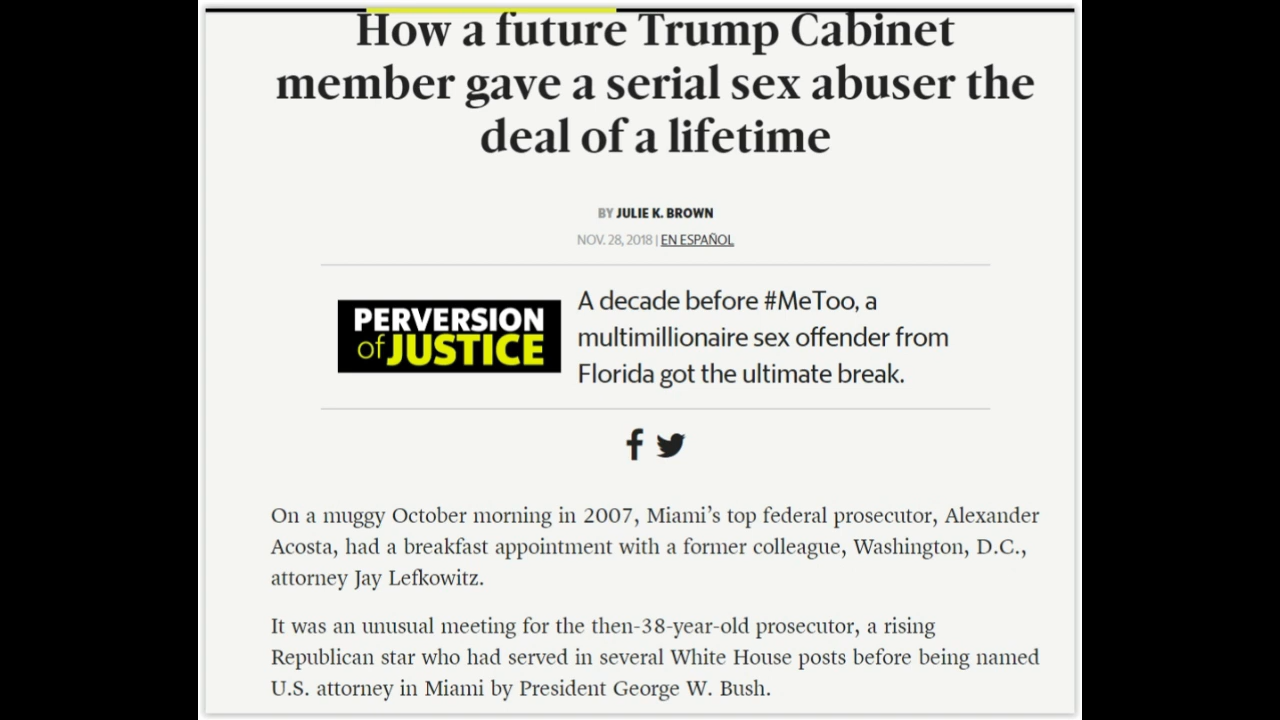 How a future Trump Cabinet
member gave a serial sex abuser the
deal of a lifetime
BY JULIE K. BROWN
NOV. 28, 2018 | EN ESPAÑOL
PERVERSION
of JUSTICE
A decade before #MeToo, a
multimillionaire sex offender from
Florida got the ultimate break.
On a muggy October morning in 2007, Miami’s top federal prosecutor, Alexander
Acosta, had a breakfast appointment with a former colleague, Washington, D.C.,
attorney Jay Lefkowitz.
It was an unusual meeting for the then-38-year-old prosecutor, a rising
Republican star who had served in several White House posts before being named
U.S. attorney in Miami by President George W. Bush.